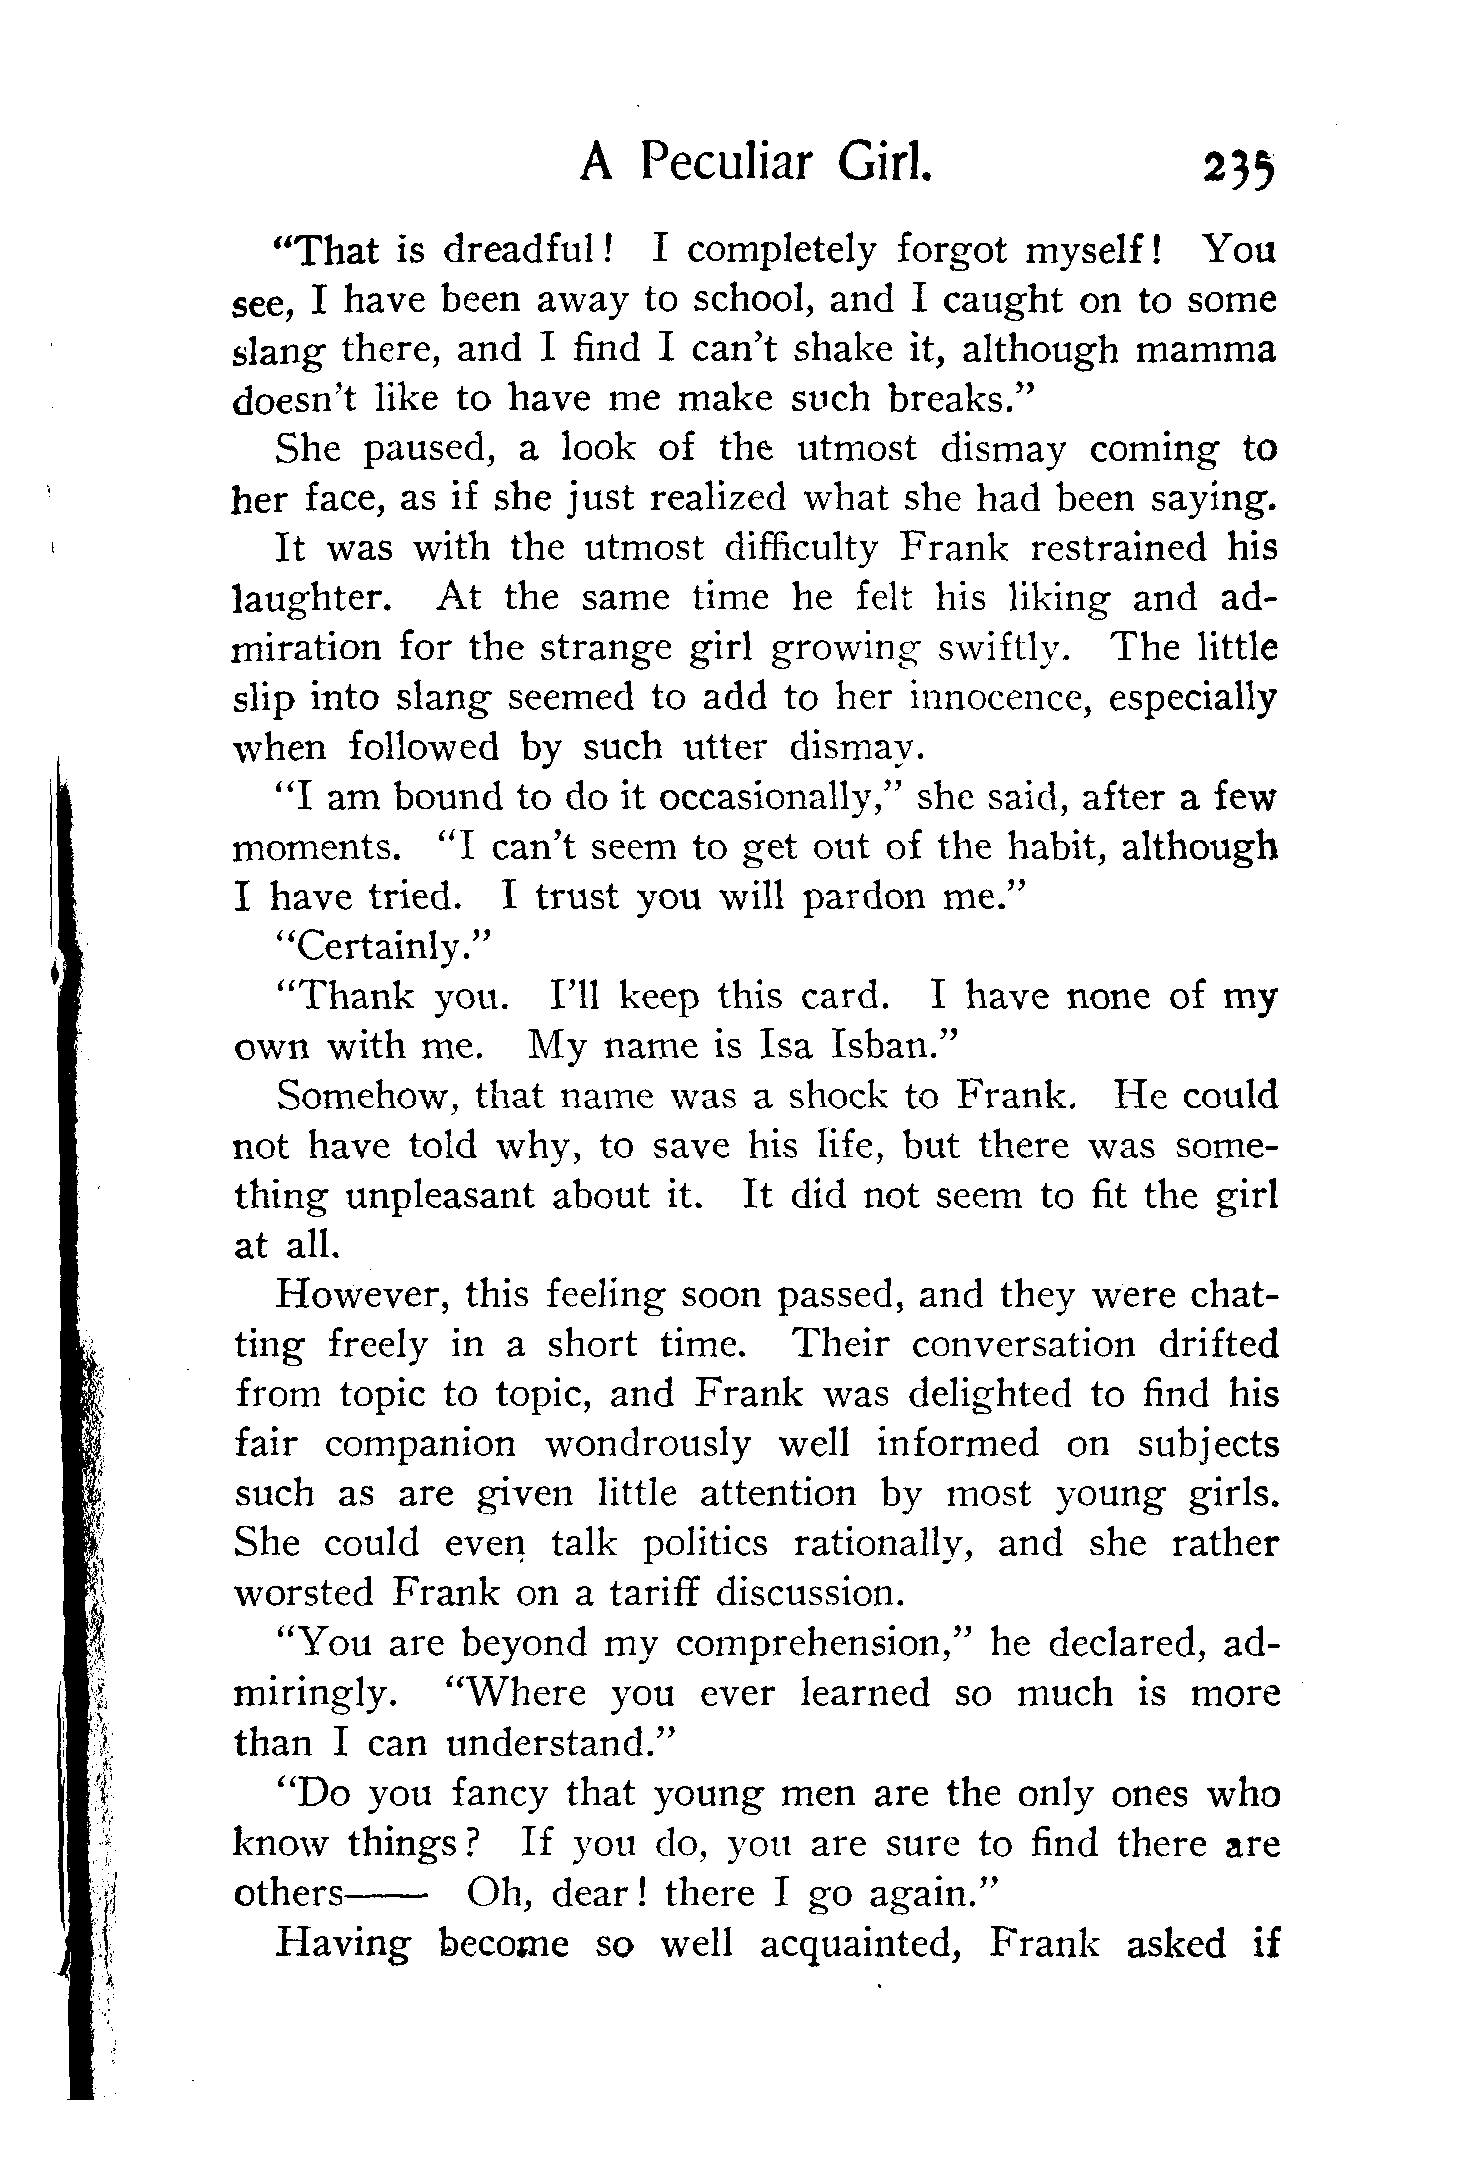 A Peculiar Girl. 235
“That is dreadful! I completely forgot myself! You
see, I have been away to school, and I caught on to some
slang there, and I find I can’t shake it, although mamma
doesn’t like to have me make such breaks.”
She paused, a look of the utmost dismay coming to
her face, as if she just realized what she had been saying.
It was with the utmost difficulty Frank restrained his
laughter. At the same time he felt his liking and ad-
miration for the strange girl growing swiftly. The little
slip into slang seemed to add to her innocence, especially
when followed by such utter dismay.
“I am bound to do it occasionally,” she said, after a few
moments. “I can’t seem to get out of the habit, although
I have tried. I trust you will pardon me.”
“Certainly.”
“Thank you. I’ll keep this card. I have none of my
own with me. My name is Isa Isban.”
Somehow, that name was a shock to Frank. He could
not have told why, to save his life, but there was some-
thing unpleasant about it. It did not seem to fit the girl
at all.
However, this feeling soon passed, and they were chat-
ting freely in a short time. Their conversation drifted
from topic to topic, and Frank was delighted to find his
fair companion wondrously well informed on subjects
such as are given little attention by most young girls.
She could even talk politics rationally, and she rather
worsted Frank on a tariff discussion.
“You are beyond my comprehension,” he declared, ad-
miringly. “Where you ever learned so much is more
than I can understand.”
“Do you fancy that young men are the only ones who
know things? If you do, you are sure to find there are
others—— Oh, dear! there I go again.”
Having become so well acquainted, Frank asked if